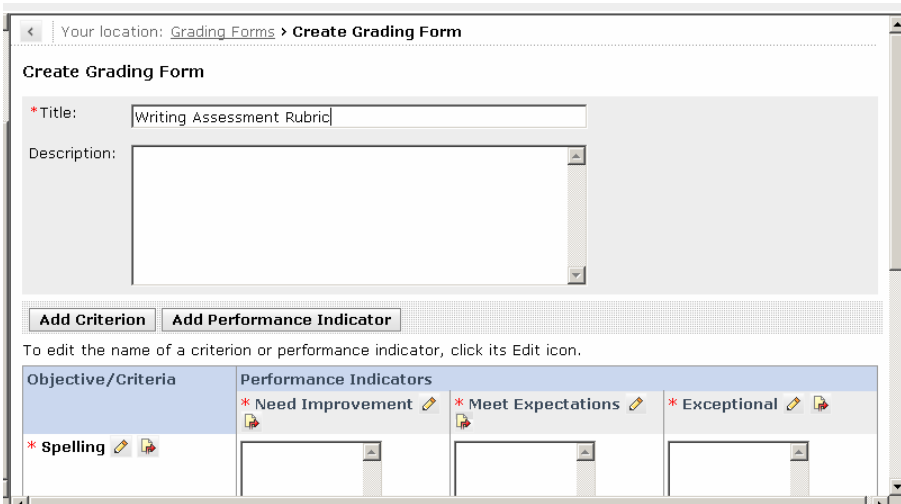 Your location: Grading Forms > Create Grading Form
Create Grading Form
*Title: Writing Assessment Rubric
Description:
Add Criterion Add Performance Indicator
To edit the name of a criterion or performance indicator, click its Edit icon.
Objective/Criteria Performance Indicators
* Need Improvement * Meet Expectations * Exceptional
* Spelling